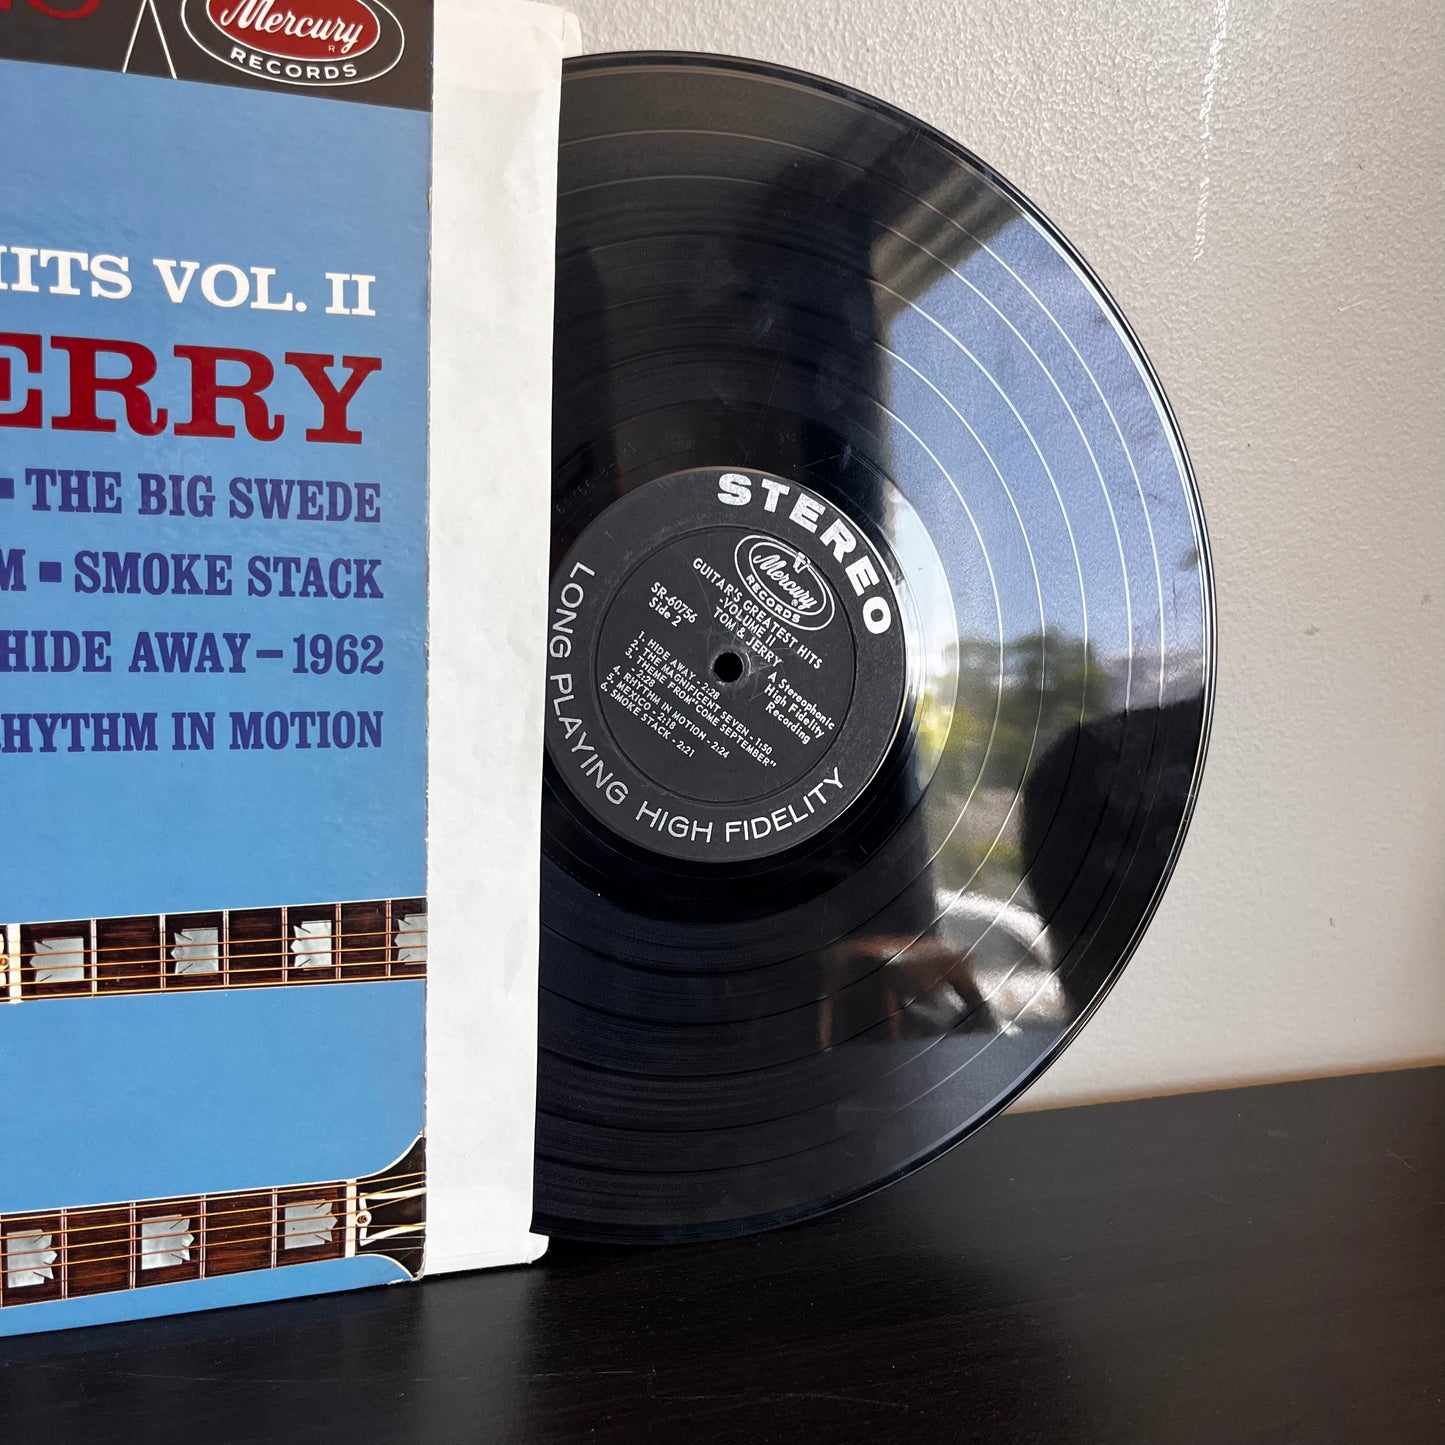 Mercury
R
RECORDS
HITS VOL. II
ERRY
▪ THE BIG SWEDE
M ▪ SMOKE STACK
HIDE AWAY–1962
RHYTHM IN MOTION
STEREO
Mercury
RECORDS
GUITAR'S GREATEST HITS
-VOLUME II
TOM & JERRY
SR-60756
Side 2
A Stereophonic
High Fidelity
Recording
1. HIDE AWAY - 2:28
2. THE MAGNIFICENT SEVEN - 1:50
3. THEME FROM "COME SEPTEMBER"
- 2:28
4. RHYTHM IN MOTION - 2:24
5. MEXICO - 2:18
6. SMOKE STACK - 2:21
LONG PLAYING HIGH FIDELITY